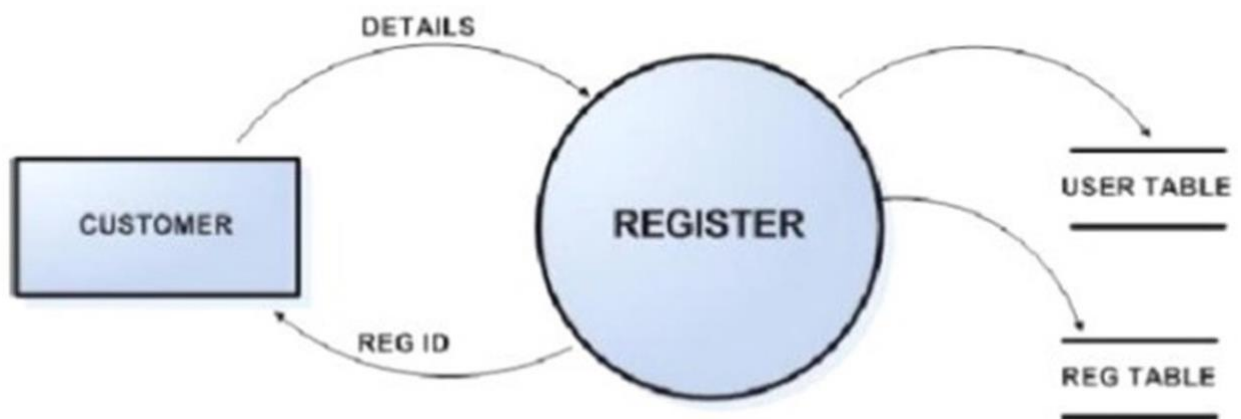 DETAILS
CUSTOMER
REGISTER
USER TABLE
REG ID
REG TABLE